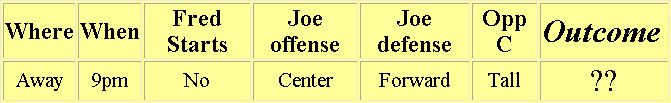 Where When Fred Starts Joe offense Joe defense Opp C Outcome
Away 9pm No Center Forward Tall ??